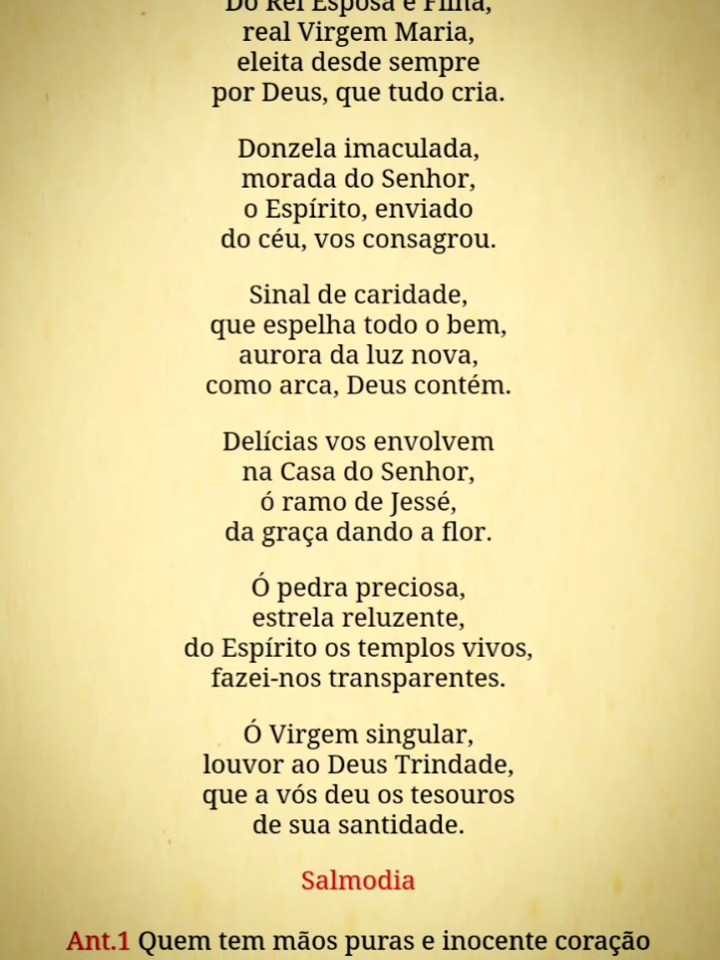 Do Rei Esposa e Filha,
real Virgem Maria,
eleita desde sempre
por Deus, que tudo cria.
Donzela imaculada,
morada do Senhor,
o Espírito, enviado
do céu, vos consagrou.
Sinal de caridade,
que espelha todo o bem,
aurora da luz nova,
como arca, Deus contém.
Delícias vos envolvem
na Casa do Senhor,
ó ramo de Jessé,
da graça dando a flor.
Ó pedra preciosa,
estrela reluzente,
do Espírito os templos vivos,
fazei-nos transparentes.
Ó Virgem singular,
louvor ao Deus Trindade,
que a vós deu os tesouros
de sua santidade.
Salmodia
Ant.1 Quem tem mãos puras e inocente coração